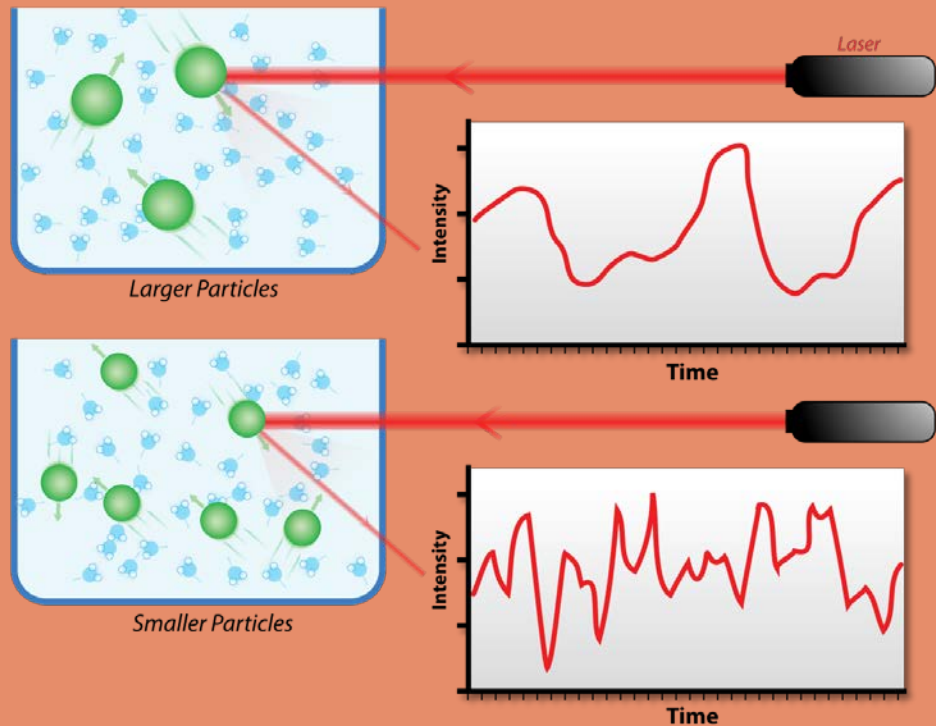 Laser
Intensity
Time
Larger Particles
Intensity
Time
Smaller Particles